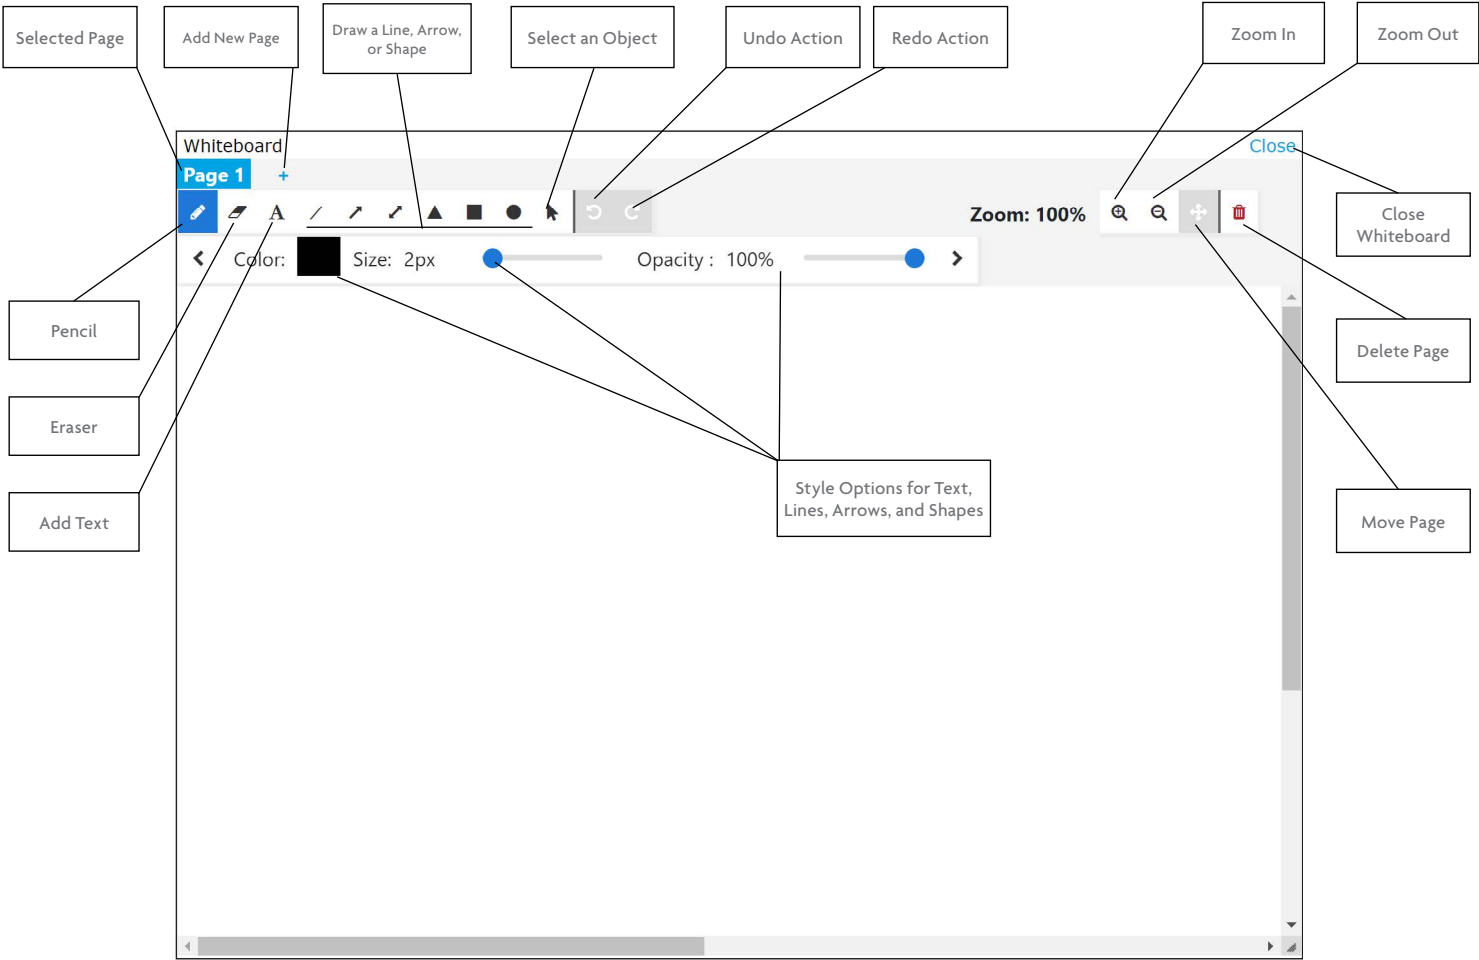 Selected Page
Add New Page
Draw a Line, Arrow,
or Shape
Select an Object
Undo Action
Redo Action
Zoom In
Zoom Out
Whiteboard
Close
Page 1
+
A
Zoom: 100%
Color:
Size: 2px
Opacity : 100%
Close
Whiteboard
Pencil
Delete Page
Eraser
Style Options for Text,
Lines, Arrows, and Shapes
Add Text
Move Page